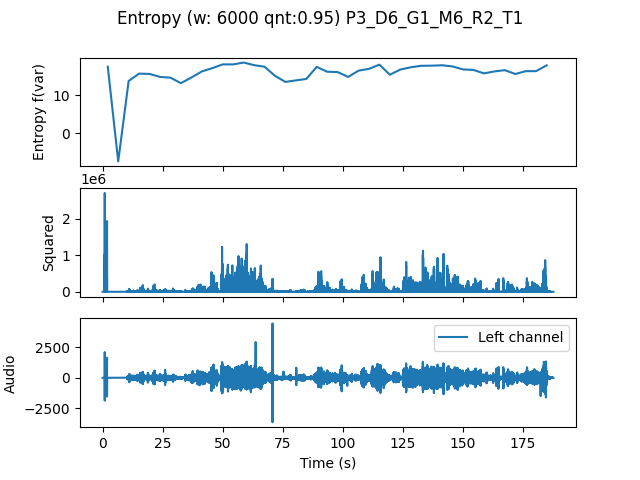 Entropy (w: 6000 qnt:0.95) P3_D6_G1_M6_R2_T1
Entropy f(var)
10
0
1e6
Squared
2
1
0
Audio
2500
0
−2500
Left channel
0
25
50
75
100
125
150
175
Time (s)